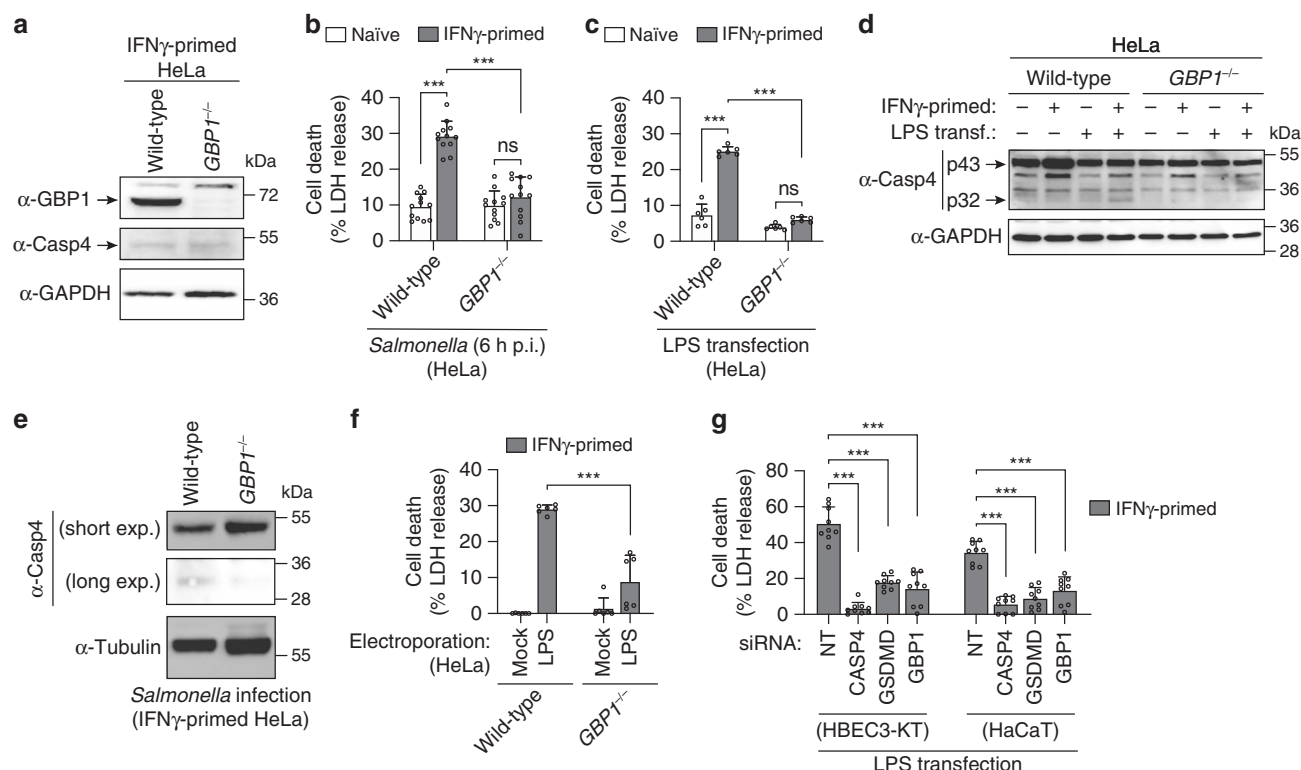 a
IFNγ-primed
HeLa
Wild-type
GBP1–/–
kDa
α-GBP1
72
α-Casp4
55
α-GAPDH
36
b
Naïve
IFNγ-primed
***
***
ns
Cell death
(% LDH release)
40
30
20
10
0
Wild-type
GBP1–/–
Salmonella (6 h p.i.)
(HeLa)
c
Naïve
IFNγ-primed
***
***
ns
Cell death
(% LDH release)
40
30
20
10
0
Wild-type
GBP1–/–
LPS transfection
(HeLa)
d
HeLa
Wild-type
GBP1–/–
IFNγ-primed: – + – + – + – +
LPS transf.: – – + + – – + +
kDa
α-Casp4
p43
p32
55
36
α-GAPDH
36
28
e
Wild-type
GBP1–/–
kDa
α-Casp4
(short exp.)
55
(long exp.)
36
28
α-Tubulin
55
Salmonella infection
(IFNγ-primed HeLa)
f
IFNγ-primed
***
Cell death
(% LDH release)
40
30
20
10
0
Electroporation:
(HeLa)
Mock
LPS
Mock
LPS
Wild-type
GBP1–/–
g
***
***
***
***
***
***
IFNγ-primed
Cell death
(% LDH release)
80
60
40
20
0
siRNA:
NT
CASP4
GSDMD
GBP1
NT
CASP4
GSDMD
GBP1
(HBEC3-KT)
(HaCaT)
LPS transfection